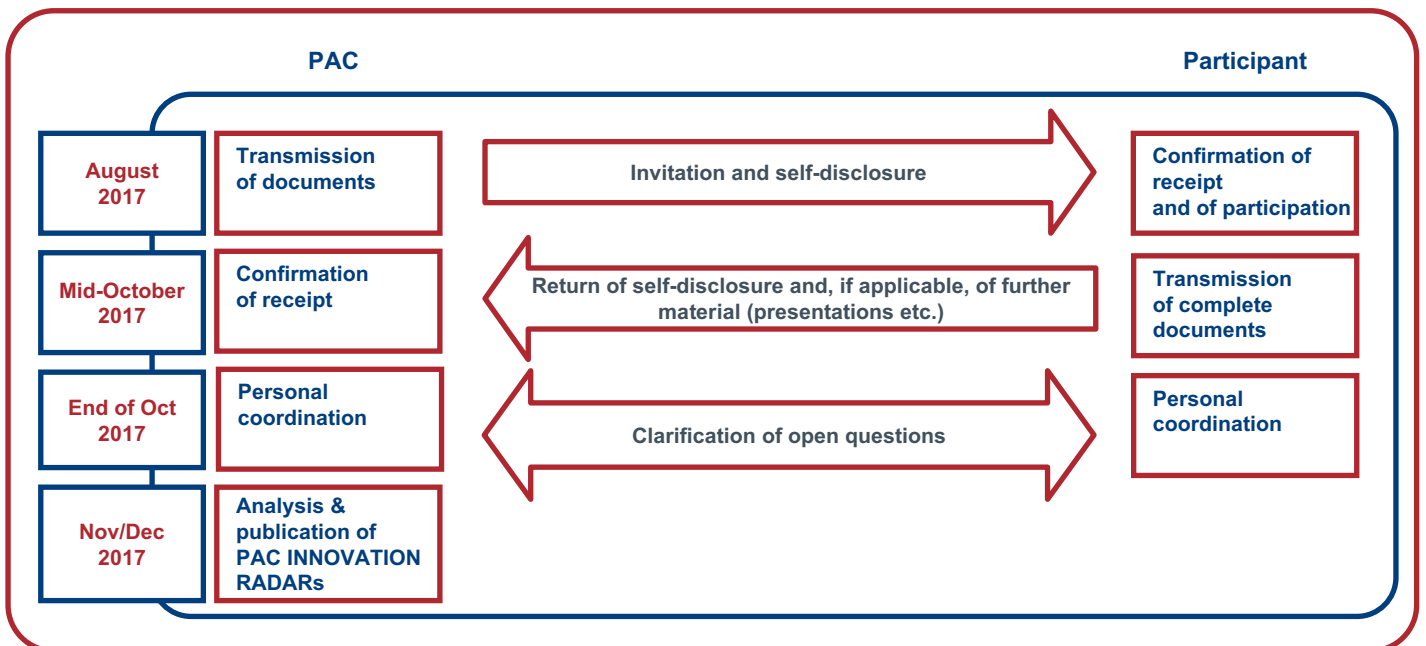 PAC
Participant
August
2017
Transmission
of documents
Invitation and self-disclosure
Confirmation of
receipt
and of participation
Mid-October
2017
Confirmation
of receipt
Return of self-disclosure and, if applicable, of further
material (presentations etc.)
Transmission
of complete
documents
End of Oct
2017
Personal
coordination
Clarification of open questions
Personal
coordination
Nov/Dec
2017
Analysis &
publication of
PAC INNOVATION
RADARs